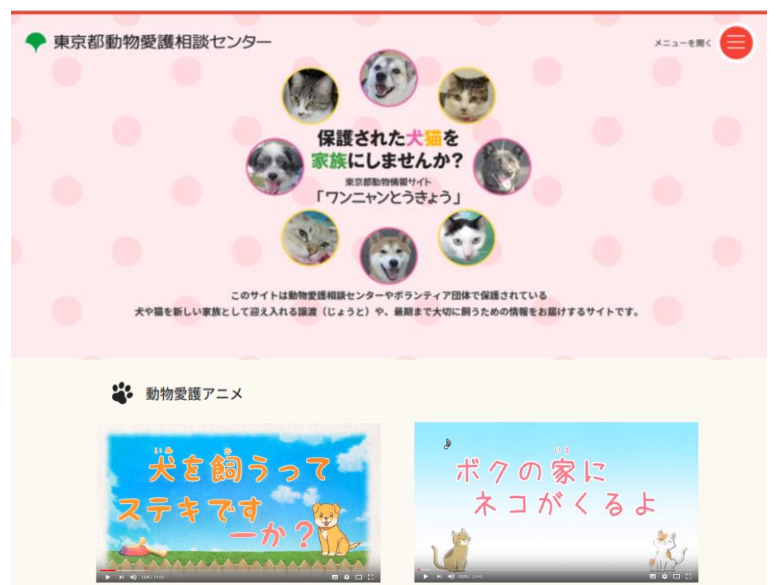 東京都動物愛護相談センター
メニューを開く
保護された犬猫を
家族にしませんか?
東京都動物情報サイト
「ワンニャンとうきょう」
このサイトは動物愛護相談センターやボランティア団体で保護されている
犬や猫を新しい家族として迎え入れる譲渡（じょうと）や、最期まで大切に飼うための情報をお届けするサイトです。
動物愛護アニメ
いぬ か
犬を飼うって
ステキです
ーか?
いえ
ボクの家に
ネコがくるよ